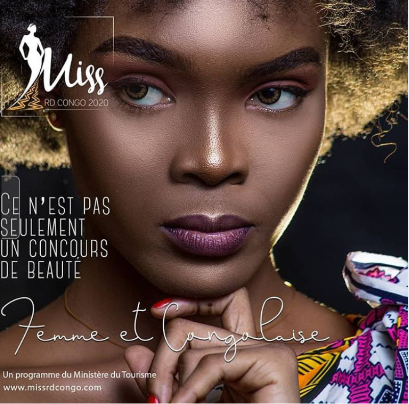 Miss
RD CONGO 2020
CE N'EST PAS
SEULEMENT
UN CONCOURS
DE BEAUTÉ
Femme et Congolaise
Un programme du Ministère du Tourisme
www.missrdcongo.com